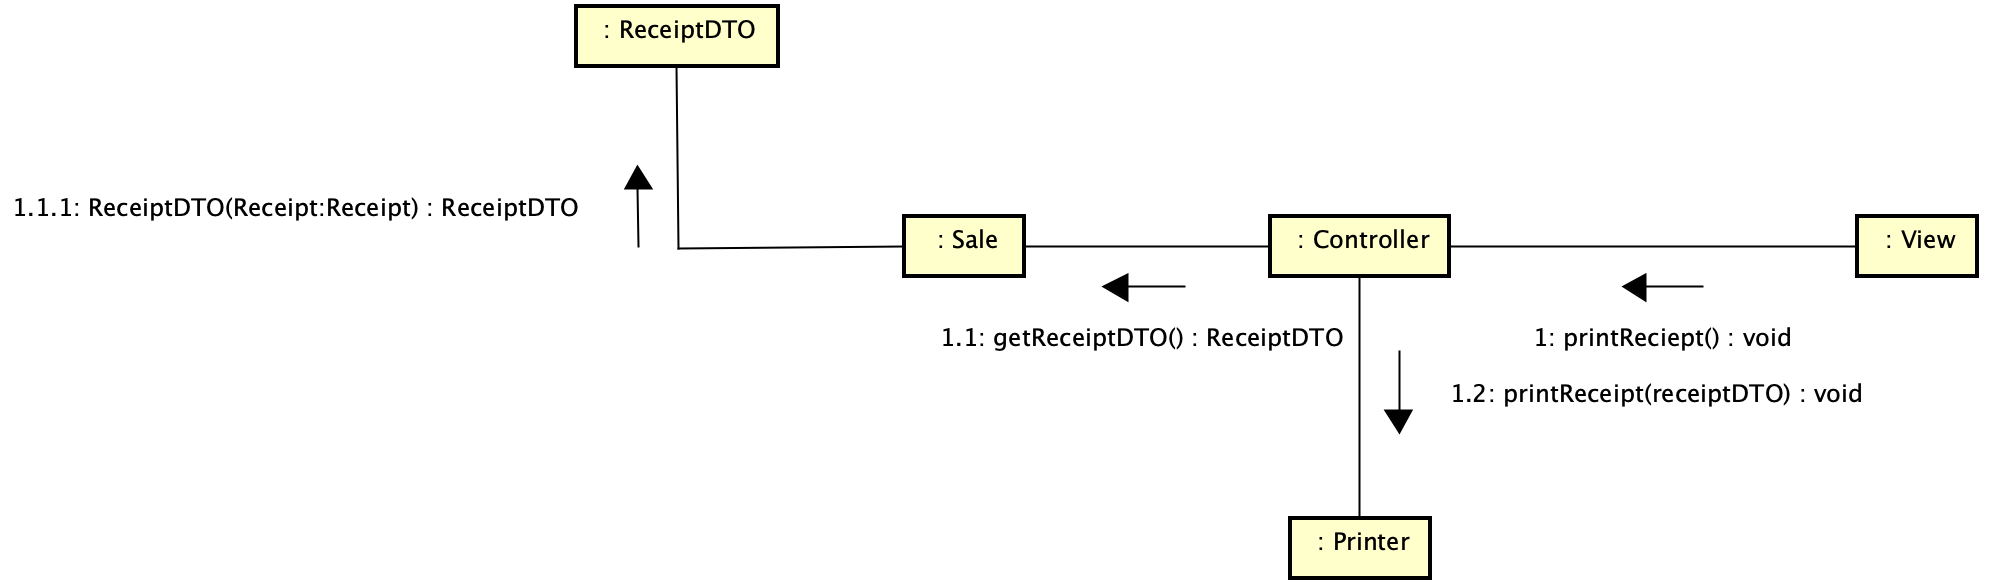 : ReceiptDTO
1.1.1: ReceiptDTO(Receipt:Receipt) : ReceiptDTO
: Sale
: Controller
: View
1.1: getReceiptDTO() : ReceiptDTO
1: printReciept() : void
1.2: printReceipt(receiptDTO) : void
: Printer